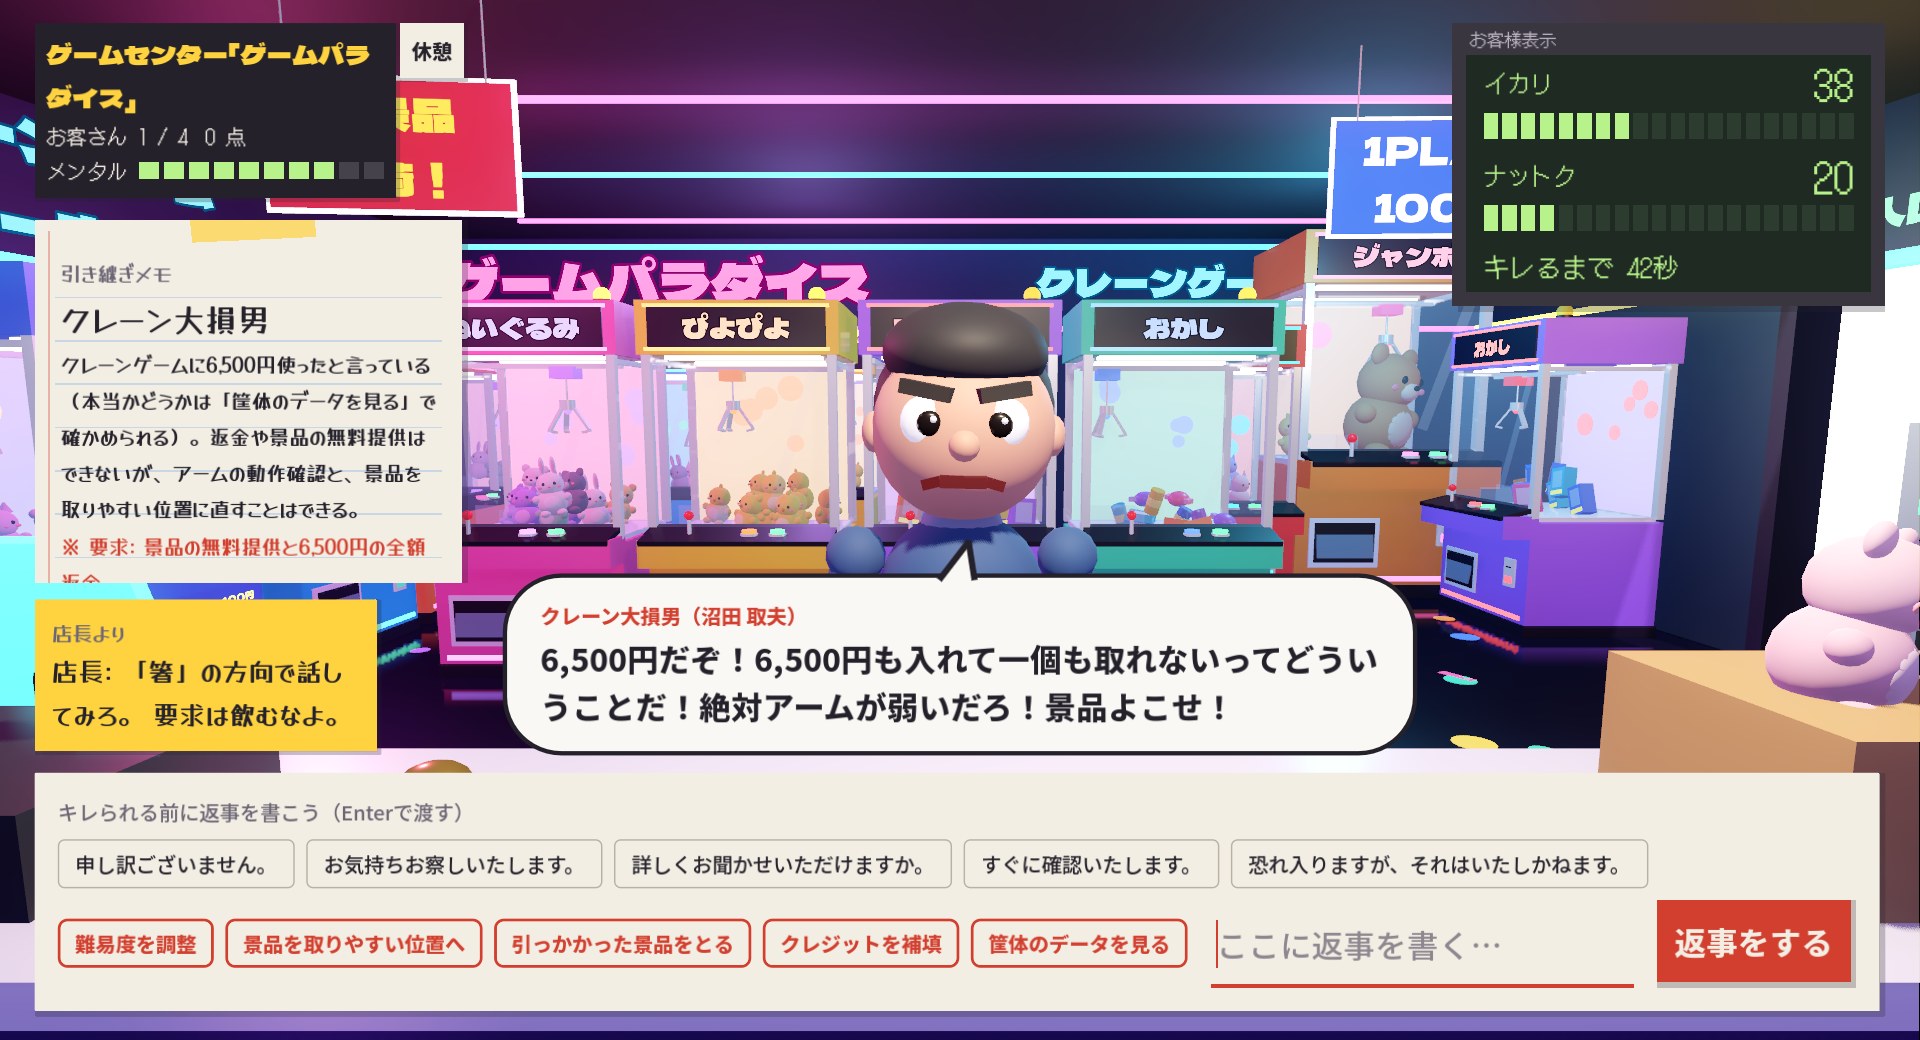 ゲームセンター「ゲームパラ
ダイス」
お客さん 1/4 0点
メンタル
休憩
お客様表示
イカリ 38
ナットク 20
キレるまで 42秒
引き継ぎメモ
クレーン大損男
クレーンゲームに6,500円使ったと言っている
（本当かどうかは「筐体のデータを見る」で
確かめられる）。返金や景品の無料提供は
できないが、アームの動作確認と、景品を
取りやすい位置に直すことはできる。
※ 要求: 景品の無料提供と6,500円の全額
返金
店長より
店長: 「箸」の方向で話し
てみろ。 要求は飲むなよ。
品
！
1PL
100
ゲームパラダイス
クレーンゲー
ジャンボ
ぬいぐるみ
ぴよぴよ
おかし
おかし
100円
クレーン大損男（沼田 取夫）
6,500円だぞ！6,500円も入れて一個も取れないってどうい
うことだ！絶対アームが弱いだろ！景品よこせ！
キレられる前に返事を書こう（Enterで渡す）
申し訳ございません。
お気持ちお察しいたします。
詳しくお聞かせいただけますか。
すぐに確認いたします。
恐れ入りますが、それはいたしかねます。
難易度を調整
景品を取りやすい位置へ
引っかかった景品をとる
クレジットを補填
筐体のデータを見る
ここに返事を書く…
返事をする